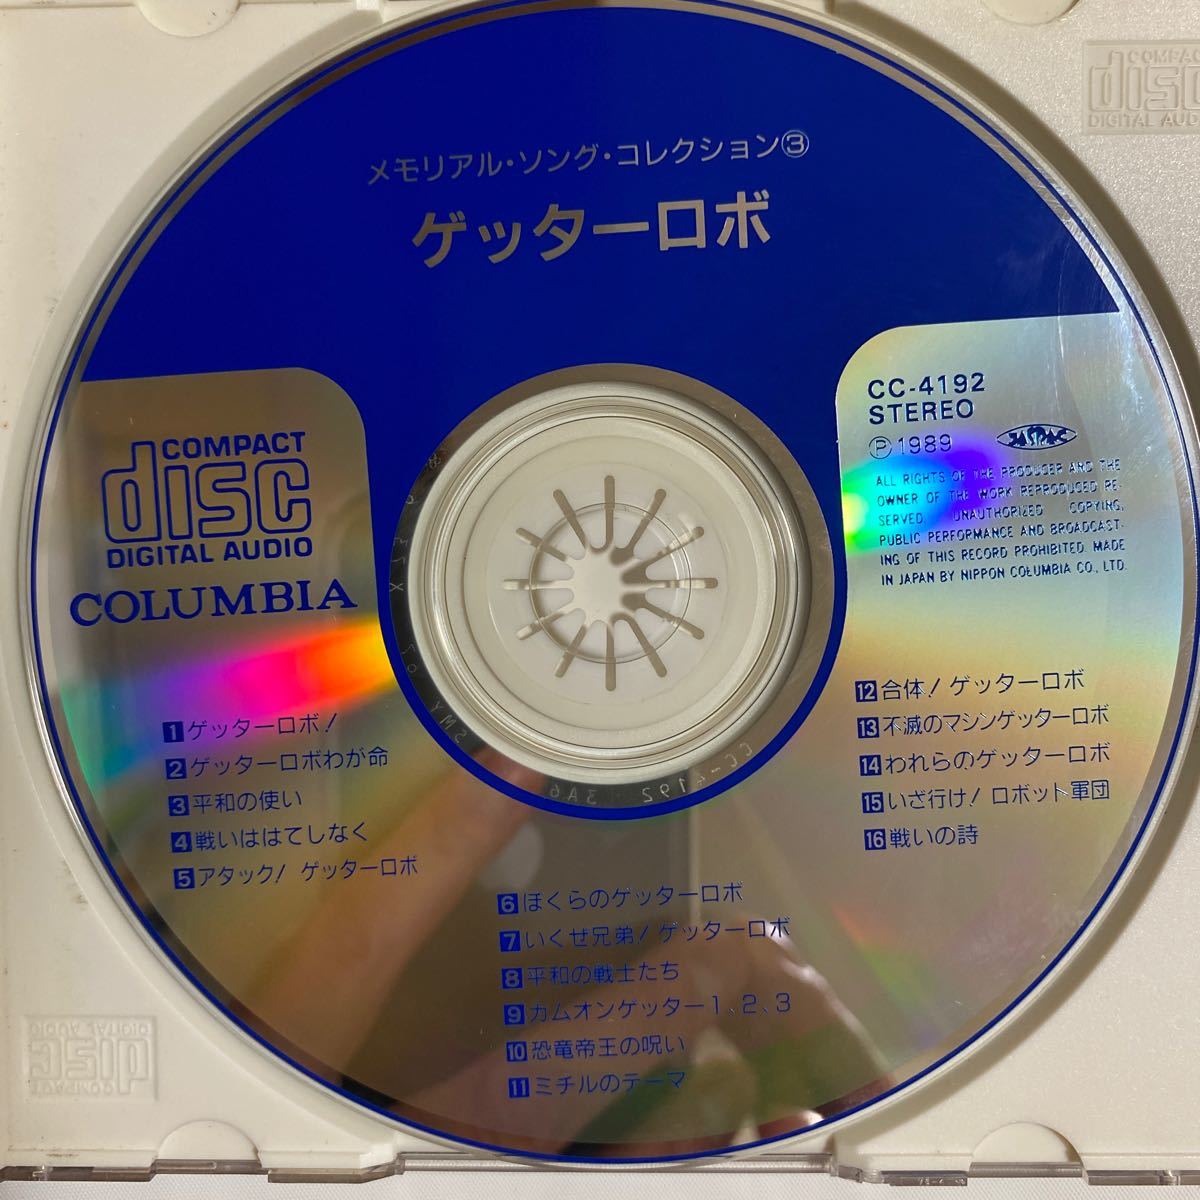 メモリアル・ソング・コレクション③
ゲッターロボ
COMPACT
disc
DIGITAL AUDIO
COLUMBIA
CC-4192
STEREO
Ⓟ1989 JASRAC
ALL RIGHTS OF THE PRODUCER AND THE
OWNER OF THE WORK REPRODUCED RE-
SERVED. UNAUTHORIZED COPYING,
PUBLIC PERFORMANCE AND BROADCAST-
ING OF THIS RECORD PROHIBITED. MADE
IN JAPAN BY NIPPON COLUMBIA CO., LTD.
1 ゲッターロボ!
2 ゲッターロボわが命
3 平和の使い
4 戦いははてしなく
5 アタック! ゲッターロボ
6 ぼくらのゲッターロボ
7 いくぜ兄弟! ゲッターロボ
8 平和の戦士たち
9 カムオンゲッター1、2、3
10 恐竜帝王の呪い
11 ミチルのテーマ
12 合体! ゲッターロボ
13 不滅のマシンゲッターロボ
14 われらのゲッターロボ
15 いざ行け! ロボット軍団
16 戦いの詩
CC-4192 3A6
COMPACT
disc
DIGITAL AUDIO
COMPACT
disc
DIGITAL AUDIO